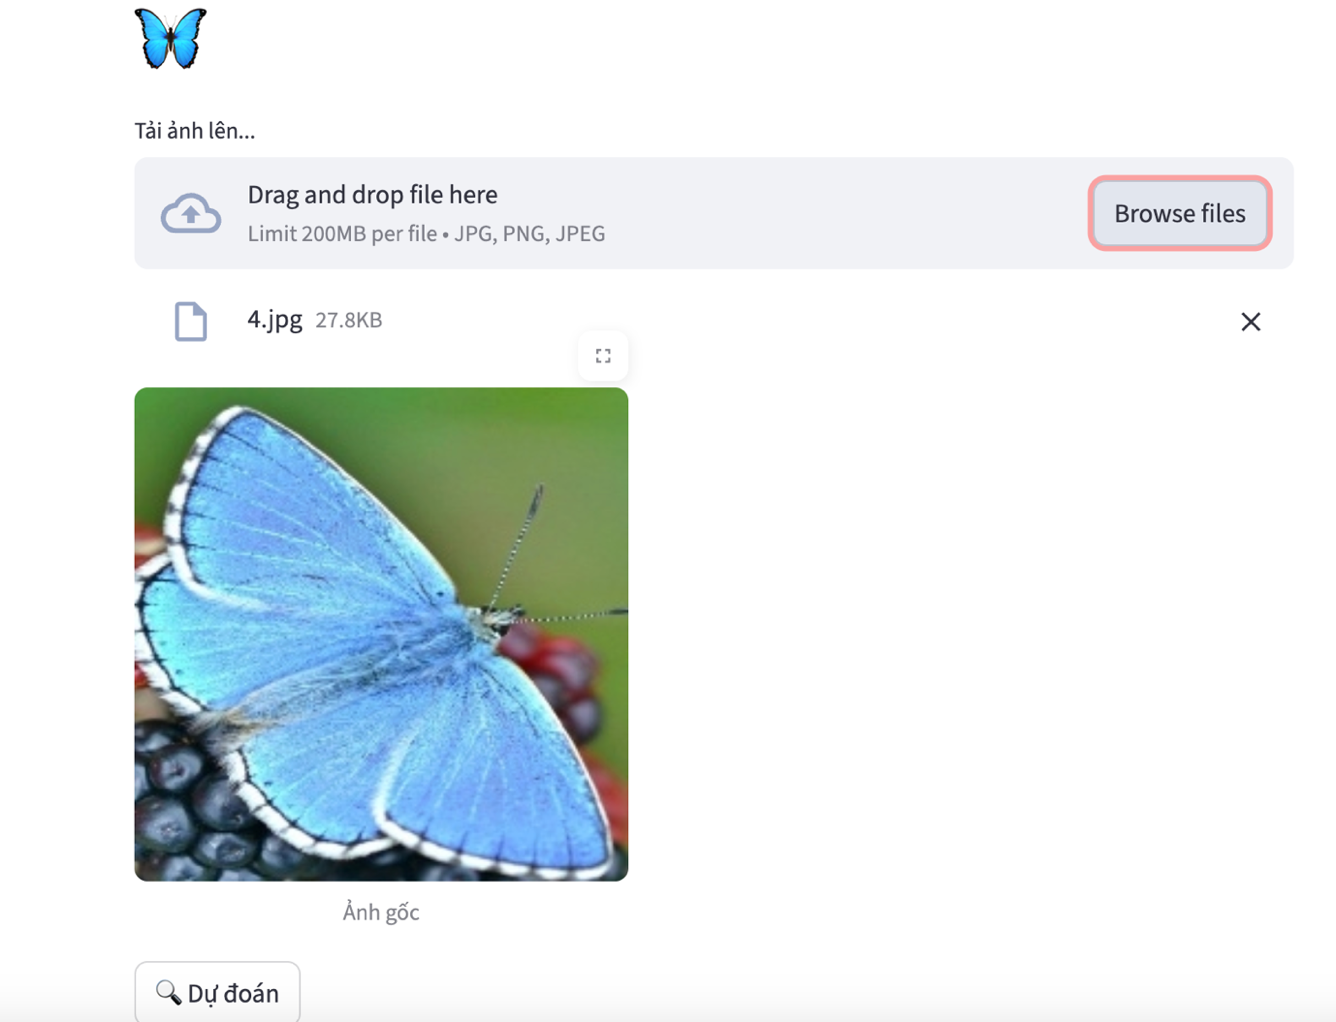 Tải ảnh lên...
Drag and drop file here
Limit 200MB per file • JPG, PNG, JPEG
Browse files
4.jpg 27.8KB
Ảnh gốc
🔍 Dự đoán